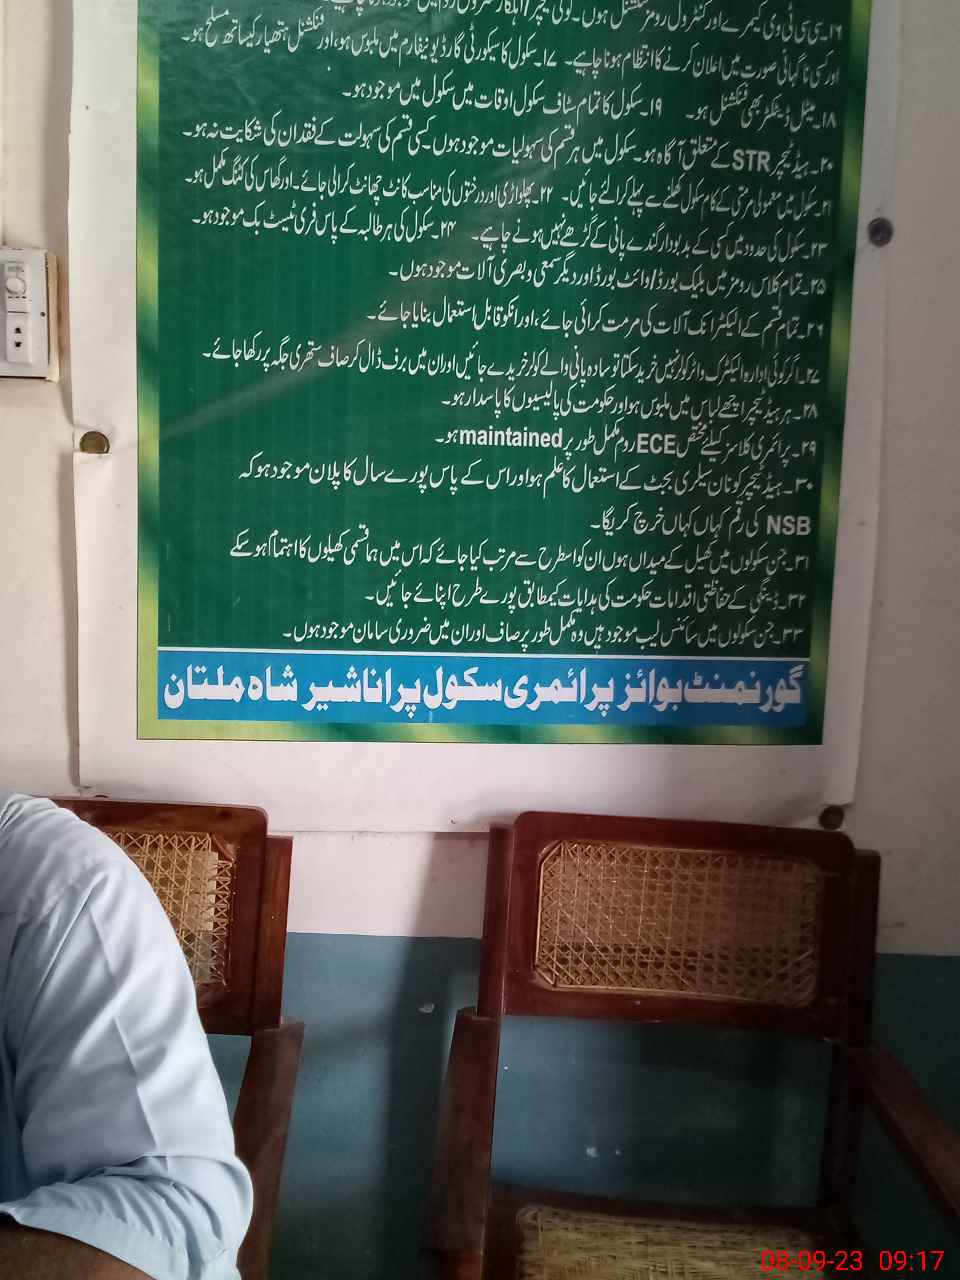 ۱۶۔سی سی ٹی وی کیمرے اور کنٹرول رومز فنکشنل ہوں۔
اور کسی ناگہانی صورت میں اعلان کرنے کا انتظام ہونا چاہیے۔ ۱۷۔سکول کا سیکورٹی گارڈ یونیفارم میں ملبوس ہو، اور فنکشنل ہتھیار کیساتھ مسلح ہو۔
۱۸۔میٹل ڈیٹکٹر بھی فنکشنل ہو۔ ۱۹۔سکول کا تمام سٹاف سکول اوقات میں سکول میں موجود ہو۔
۲۰۔ہیڈ ٹیچر STR کے متعلق آگاہ ہو۔ سکول میں ہر قسم کی سہولیات موجود ہوں۔ کسی قسم کی سہولت کے فقدان کی شکایت نہ ہو۔
۲۱۔سکول میں معمولی مرمتی کے کام سکول کھلنے سے پہلے کرا لئے جائیں۔ ۲۲۔پھلواڑی اور درختوں کی مناسب کانٹ چھانٹ کرالی جائے۔ اور گھاس کی کٹنگ مکمل ہو۔
۲۳۔سکول کی حدود میں کسی کے بدبودار گندے پانی کے گڑھے نہیں ہونے چاہیے۔ ۲۴۔سکول کی ہر طالبہ کے پاس فری ٹیسٹ بک موجود ہو۔
۲۵۔تمام کلاس رومز میں بلیک بورڈ/وائٹ بورڈ اور دیگر سمعی و بصری آلات موجود ہوں۔
۲۶۔تمام قسم کے الیکٹرانک آلات کی مرمت کرائی جائے، اور انکو قابل استعمال بنایا جائے۔
۲۷۔اگر کوئی ادارہ الیکٹرک واٹر کولر نہیں خرید سکتا تو سادہ پانی والے کولر خریدے جائیں اور ان میں برف ڈال کر صاف ستھری جگہ پر رکھا جائے۔
۲۸۔ہر ہیڈ ٹیچر اچھے لباس میں ملبوس ہو اور حکومت کی پالیسیوں کا پاسدار ہو۔
۲۹۔پرائمری کلاسز کیلئے مختص ECE روم مکمل طور پر maintained ہو۔
۳۰۔ہیڈ ٹیچر کو نان سیلری بجٹ کے استعمال کا علم ہو اور اس کے پاس پورے سال کا پلان موجود ہو کہ
NSB کی رقم کہاں کہاں خرچ کریگا۔
۳۱۔جن سکولوں میں کھیل کے میداں ہوں ان کو اسطرح سے مرتب کیا جائے کہ اس میں ہمہ قسمی کھیلوں کا اہتمام ہو سکے
۳۲۔ڈینگی کے حفاظتی اقدامات حکومت کی ہدایات کیمطابق پورے طرح اپنائے جائیں۔
۳۳۔جن سکولوں میں سائنس لیب موجود ہیں وہ مکمل طور پر صاف اور ان میں ضروری سامان موجود ہوں۔
گورنمنٹ بوائز پرائمری سکول پرانا شیر شاہ ملتان
08-09-23 09:17